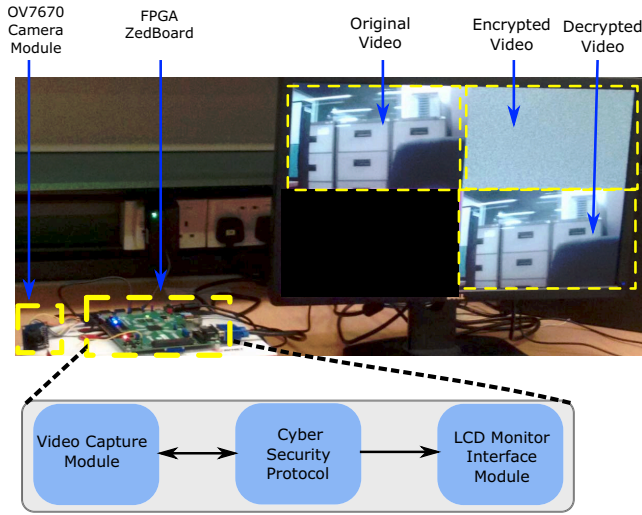 OV7670
Camera
Module
FPGA
ZedBoard
Original
Video
Encrypted
Video
Decrypted
Video
Video Capture
Module
Cyber
Security
Protocol
LCD Monitor
Interface
Module